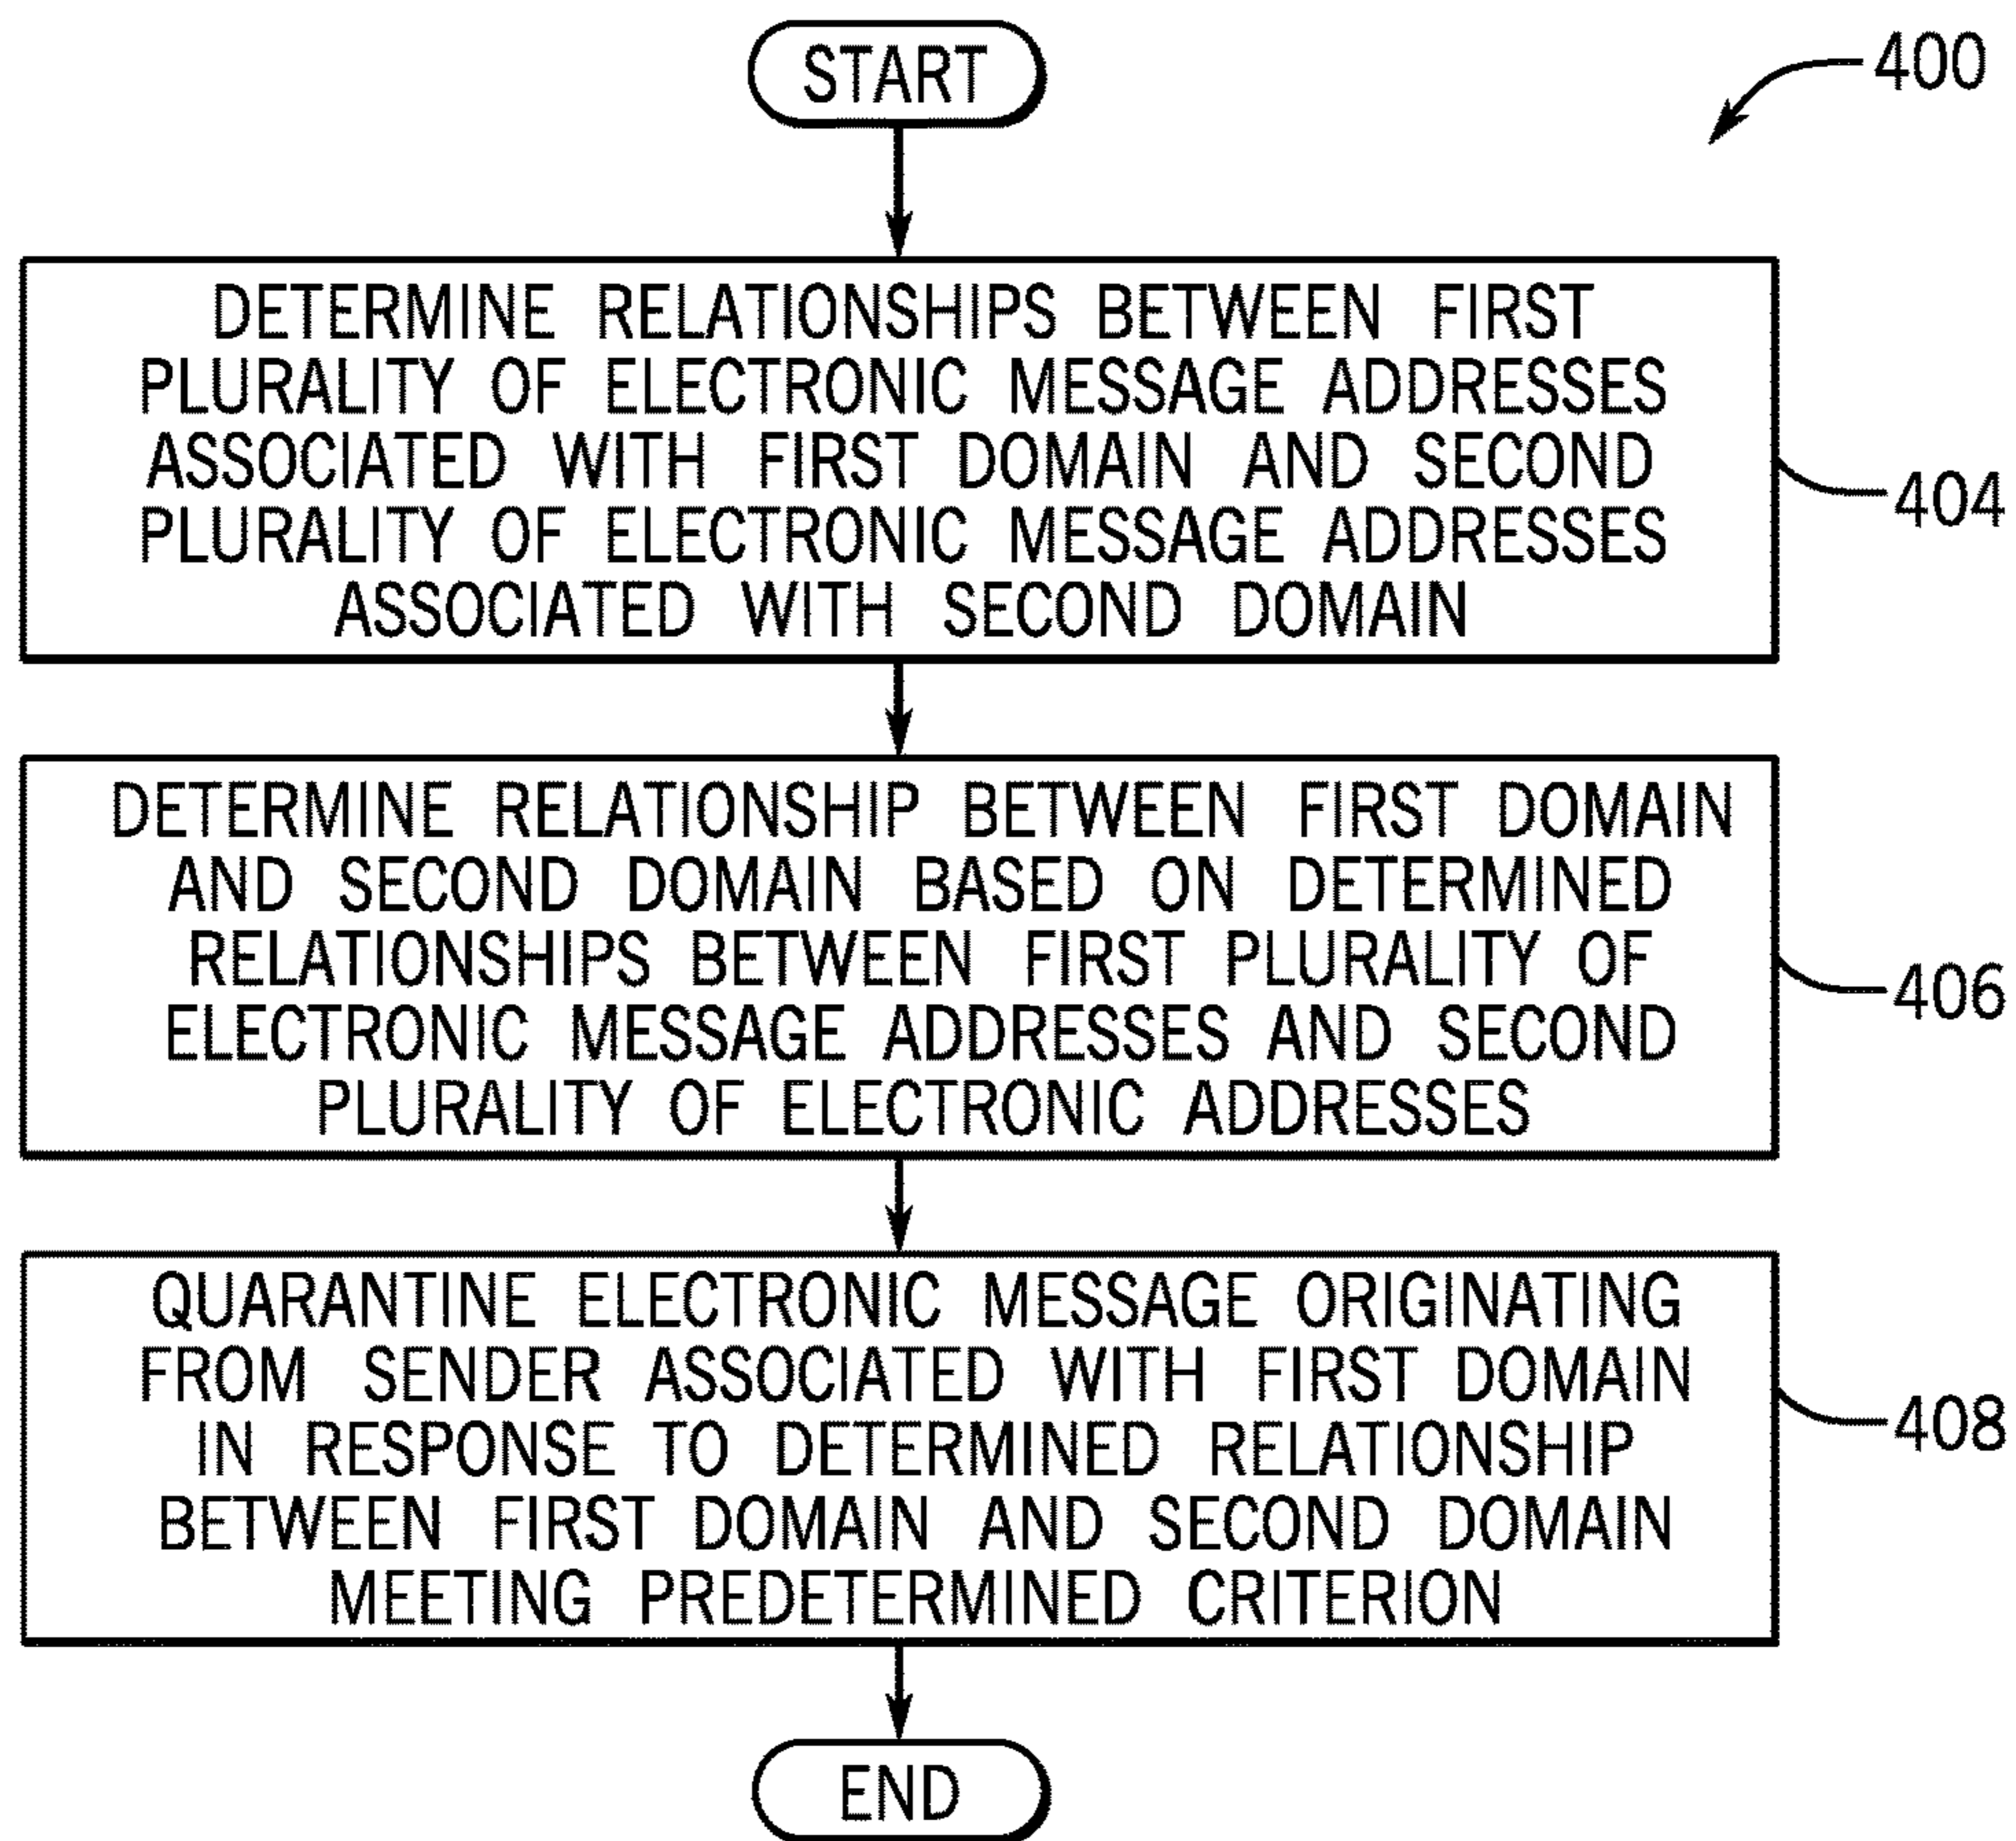 START
400
DETERMINE RELATIONSHIPS BETWEEN FIRST
PLURALITY OF ELECTRONIC MESSAGE ADDRESSES
ASSOCIATED WITH FIRST DOMAIN AND SECOND
PLURALITY OF ELECTRONIC MESSAGE ADDRESSES
ASSOCIATED WITH SECOND DOMAIN
404
DETERMINE RELATIONSHIP BETWEEN FIRST DOMAIN
AND SECOND DOMAIN BASED ON DETERMINED
RELATIONSHIPS BETWEEN FIRST PLURALITY OF
ELECTRONIC MESSAGE ADDRESSES AND SECOND
PLURALITY OF ELECTRONIC ADDRESSES
406
QUARANTINE ELECTRONIC MESSAGE ORIGINATING
FROM SENDER ASSOCIATED WITH FIRST DOMAIN
IN RESPONSE TO DETERMINED RELATIONSHIP
BETWEEN FIRST DOMAIN AND SECOND DOMAIN
MEETING PREDETERMINED CRITERION
408
END